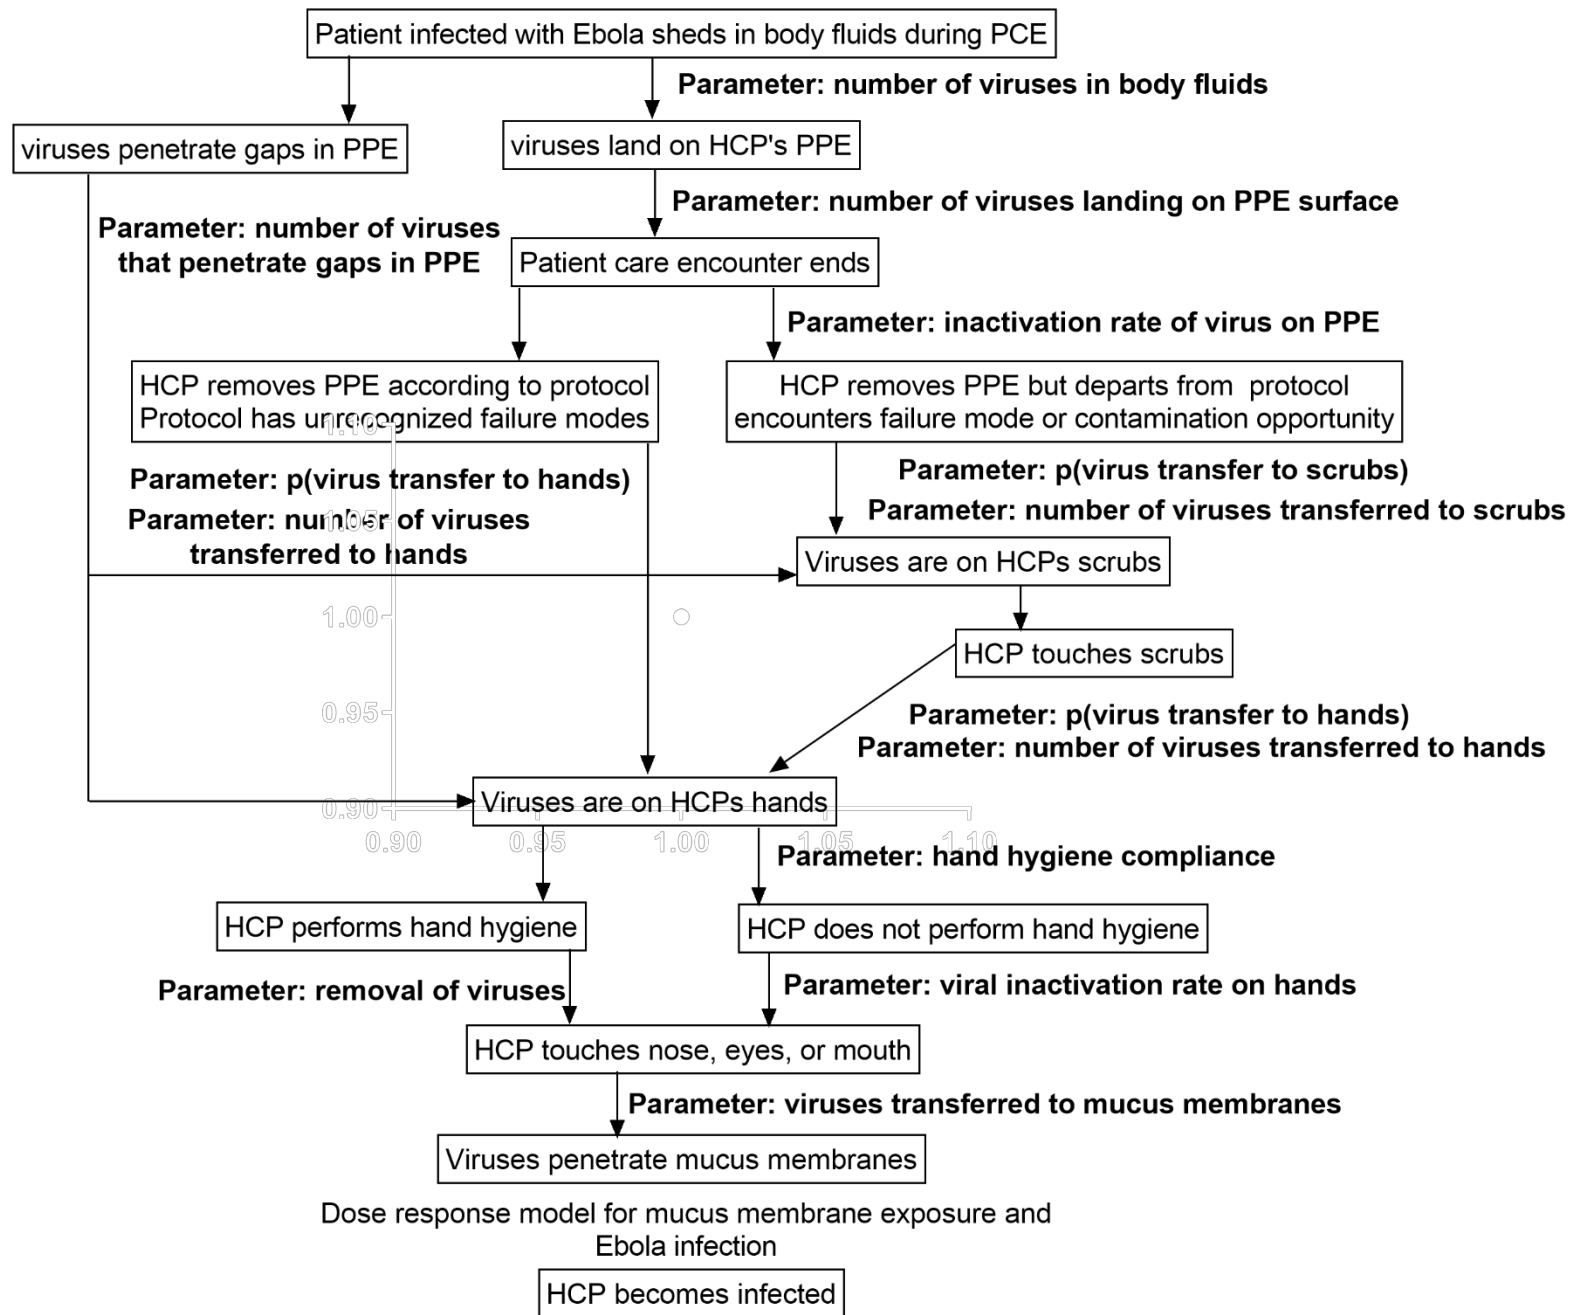 Patient infected with Ebola sheds in body fluids during PCE
Parameter: number of viruses in body fluids
viruses penetrate gaps in PPE
viruses land on HCP's PPE
Parameter: number of viruses landing on PPE surface
Parameter: number of viruses
that penetrate gaps in PPE
Patient care encounter ends
Parameter: inactivation rate of virus on PPE
HCP removes PPE according to protocol
Protocol has unrecognized failure modes
HCP removes PPE but departs from  protocol
encounters failure mode or contamination opportunity
1.10
Parameter: p(virus transfer to hands)
Parameter: number of viruses
transferred to hands
1.05
Parameter: p(virus transfer to scrubs)
Parameter: number of viruses transferred to scrubs
Viruses are on HCPs scrubs
1.00
HCP touches scrubs
0.95
Parameter: p(virus transfer to hands)
Parameter: number of viruses transferred to hands
Viruses are on HCPs hands
0.90
0.90 0.95 1.00 1.05 1.10
Parameter: hand hygiene compliance
HCP performs hand hygiene
HCP does not perform hand hygiene
Parameter: removal of viruses
Parameter: viral inactivation rate on hands
HCP touches nose, eyes, or mouth
Parameter: viruses transferred to mucus membranes
Viruses penetrate mucus membranes
Dose response model for mucus membrane exposure and
Ebola infection
HCP becomes infected